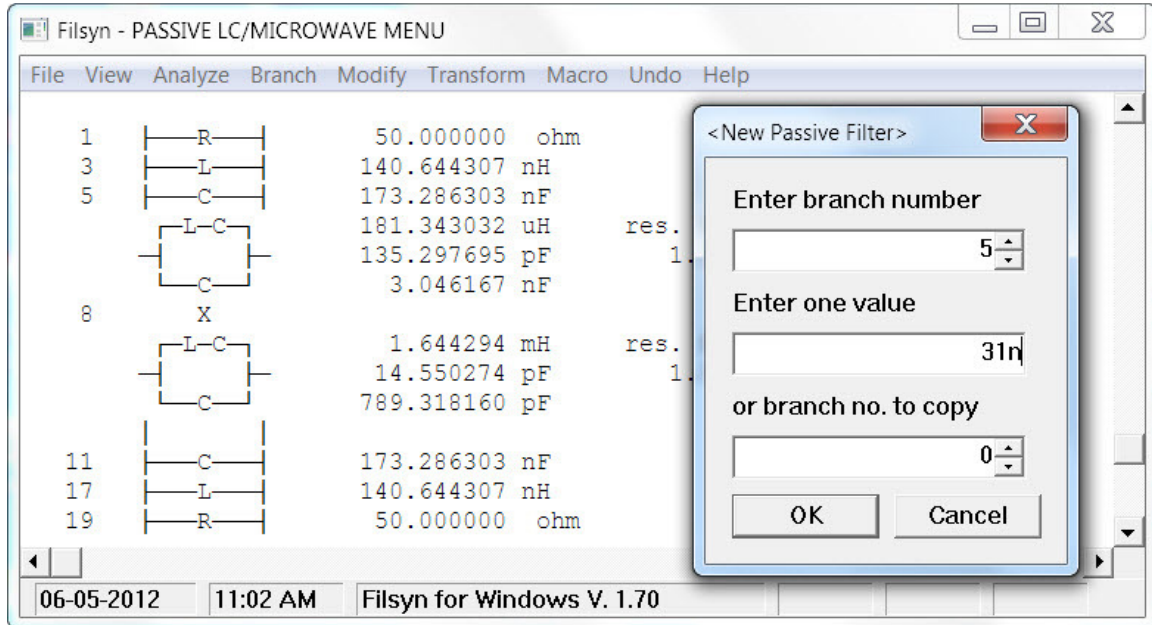 Filsyn - PASSIVE LC/MICROWAVE MENU
File View Analyze Branch Modify Transform Macro Undo Help
1 R 50.000000 ohm
3 L 140.644307 nH
5 C 173.286303 nF
L-C 181.343032 uH res.
135.297695 pF 1.
C 3.046167 nF
8 X
L-C 1.644294 mH res.
14.550274 pF 1.
C 789.318160 pF
11 C 173.286303 nF
17 L 140.644307 nH
19 R 50.000000 ohm
<New Passive Filter>
Enter branch number
5
Enter one value
31n
or branch no. to copy
0
OK Cancel
06-05-2012 11:02 AM Filsyn for Windows V. 1.70